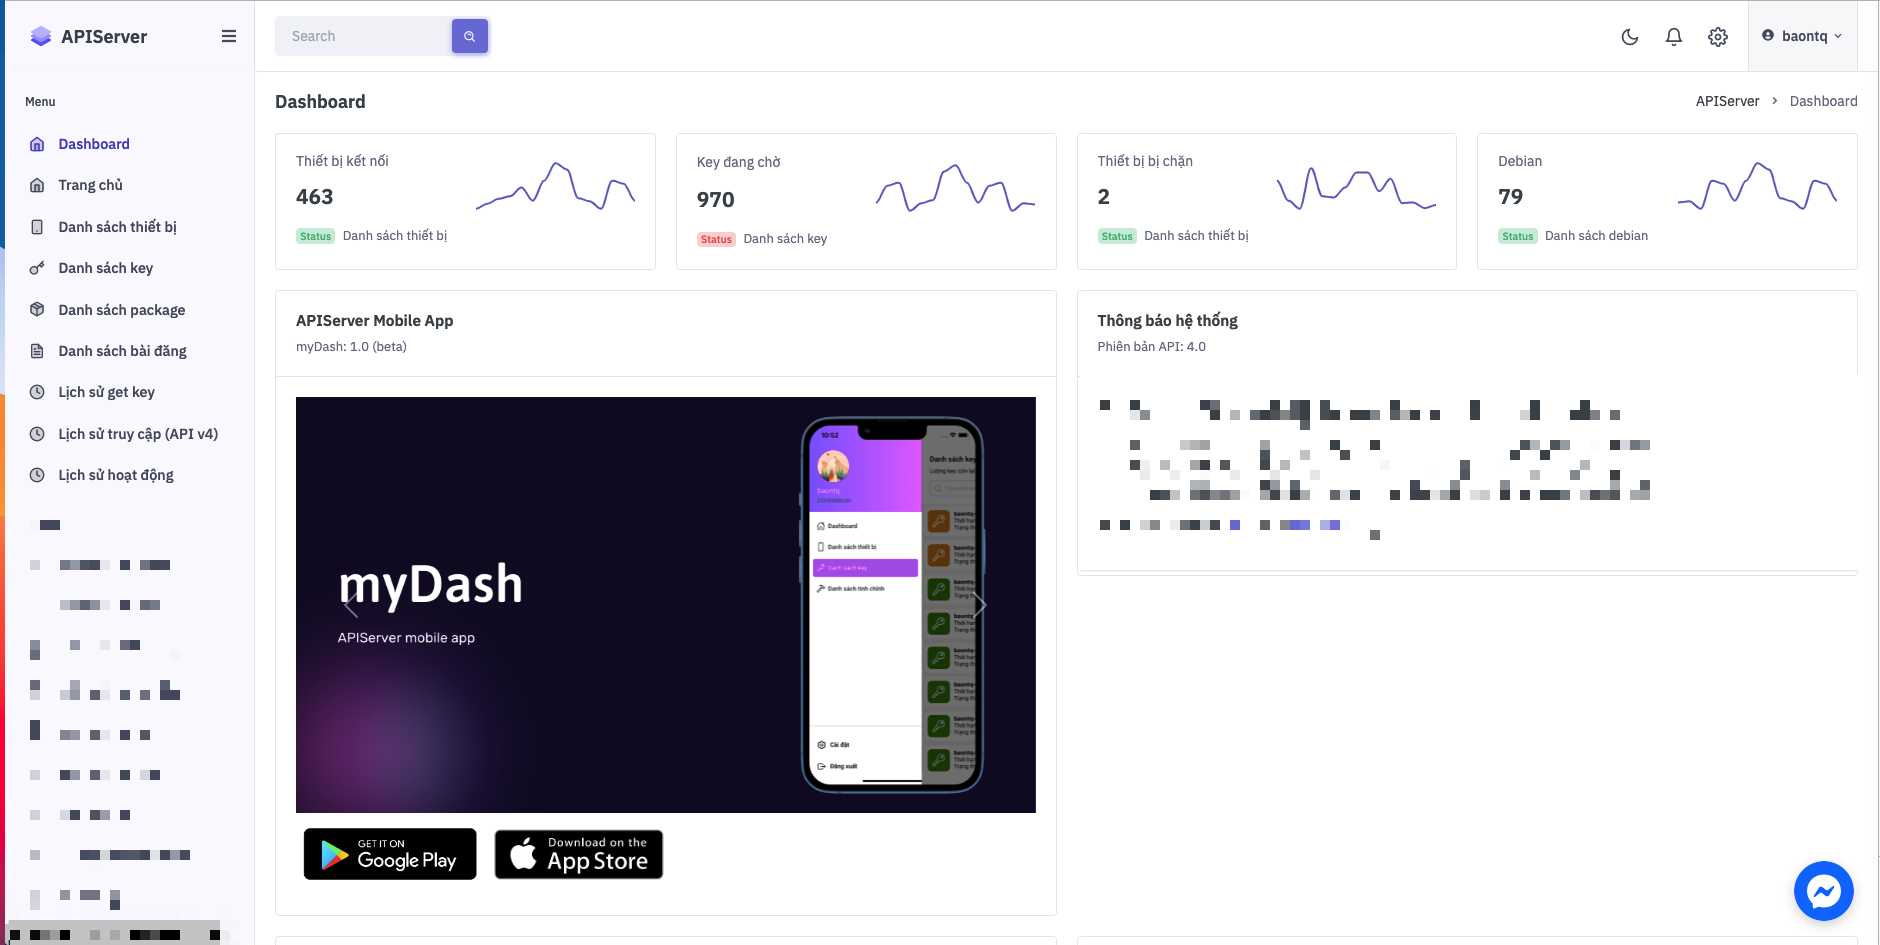 APIServer
Search
baontq
Menu
Dashboard
Trang chủ
Danh sách thiết bị
Danh sách key
Danh sách package
Danh sách bài đăng
Lịch sử get key
Lịch sử truy cập (API v4)
Lịch sử hoạt động
Dashboard
APIServer > Dashboard
Thiết bị kết nối
463
Status Danh sách thiết bị
Key đang chờ
970
Status Danh sách key
Thiết bị bị chặn
2
Status Danh sách thiết bị
Debian
79
Status Danh sách debian
APIServer Mobile App
myDash: 1.0 (beta)
myDash
APIServer mobile app
10:52
baontq
Dashboard
Danh sách thiết bị
Danh sách key
Danh sách tinh chỉnh
Cài đặt
Đăng xuất
Danh sách key
GET IT ON
Google Play
Download on the
App Store
Thông báo hệ thống
Phiên bản API: 4.0